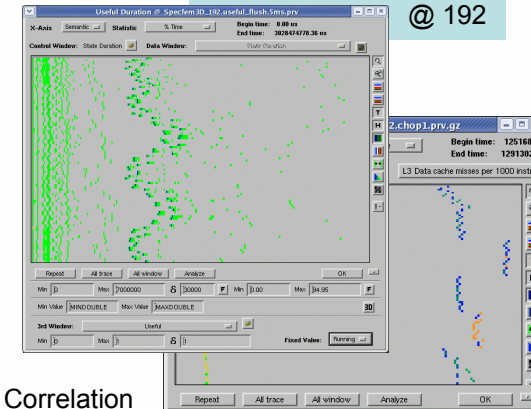 @ 192
Useful Duration @ Specfem3D_192.useful_flush.5ms.prv
X-Axis Semantic Statistic % Time Begin time: 0.00 us
End time: 3028474778.36 us
Control Window: State Duration Data Window: State Duration
T
H
Repeat All trace All window Analyze OK
Min 0 Max 7000000 δ 30000 F Min 0.00 Max 94.95 F
Min Value MINDOUBLE Max Value MAXDOUBLE 3D
3rd Window: Useful
Min 0 Max 1 δ 1 Fixed Value: Running
2.chop1.prv.gz
Begin time: 125168
End time: 1291302
L3 Data cache misses per 1000 instr
Repeat All trace All window Analyze OK
Correlation